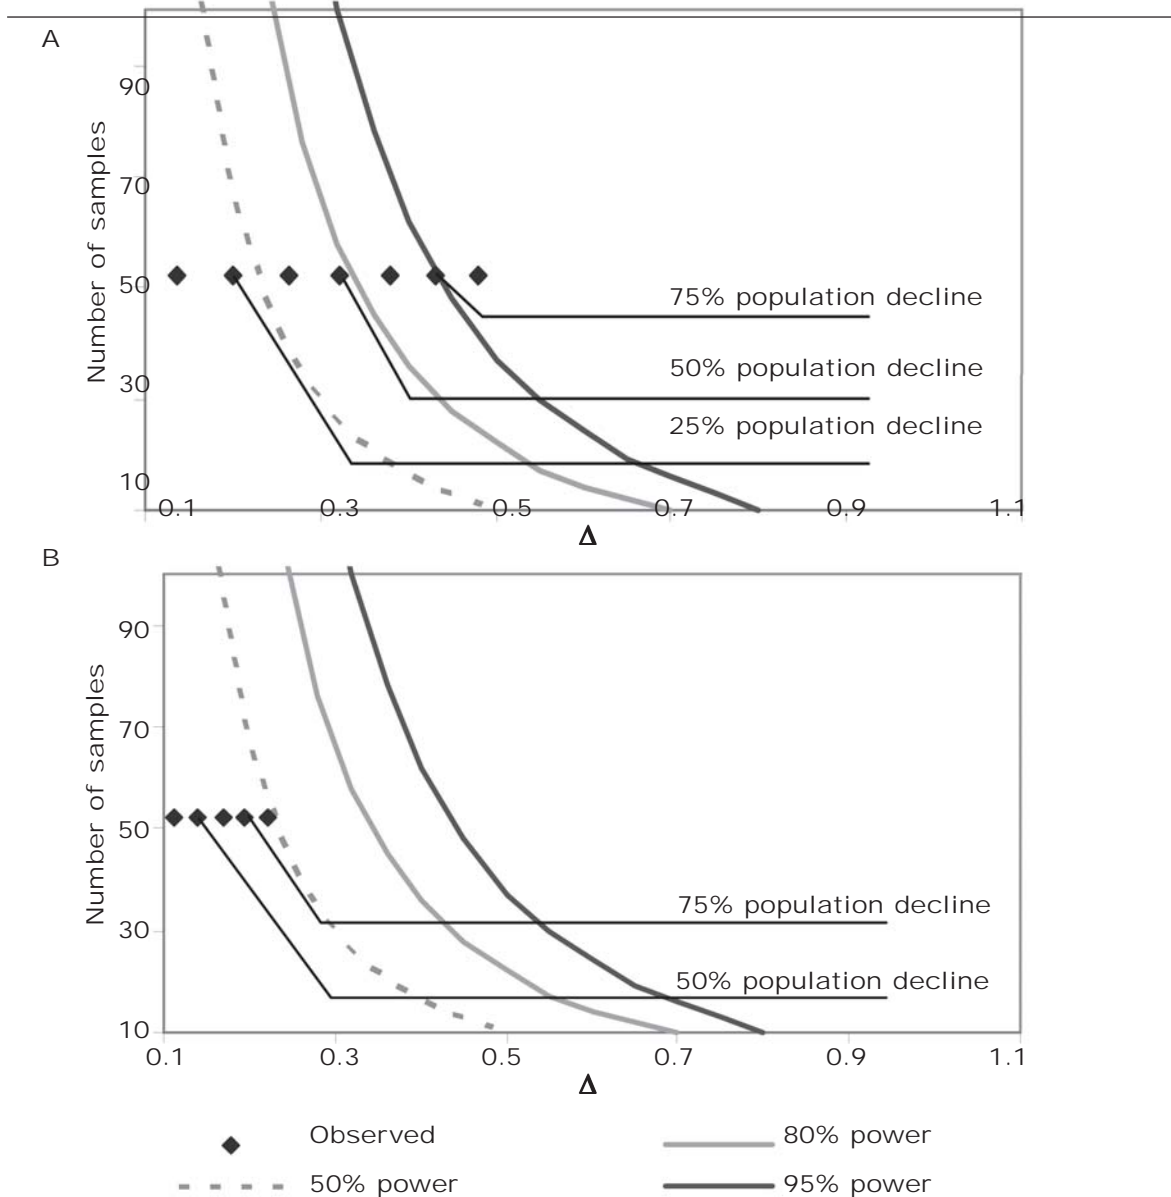 A
Number of samples
90
70
50
30
10
75% population decline
50% population decline
25% population decline
0.1 0.3 0.5 0.7 0.9 1.1
Δ
B
Number of samples
90
70
50
30
10
75% population decline
50% population decline
0.1 0.3 0.5 0.7 0.9 1.1
Δ
Observed 80% power
50% power 95% power